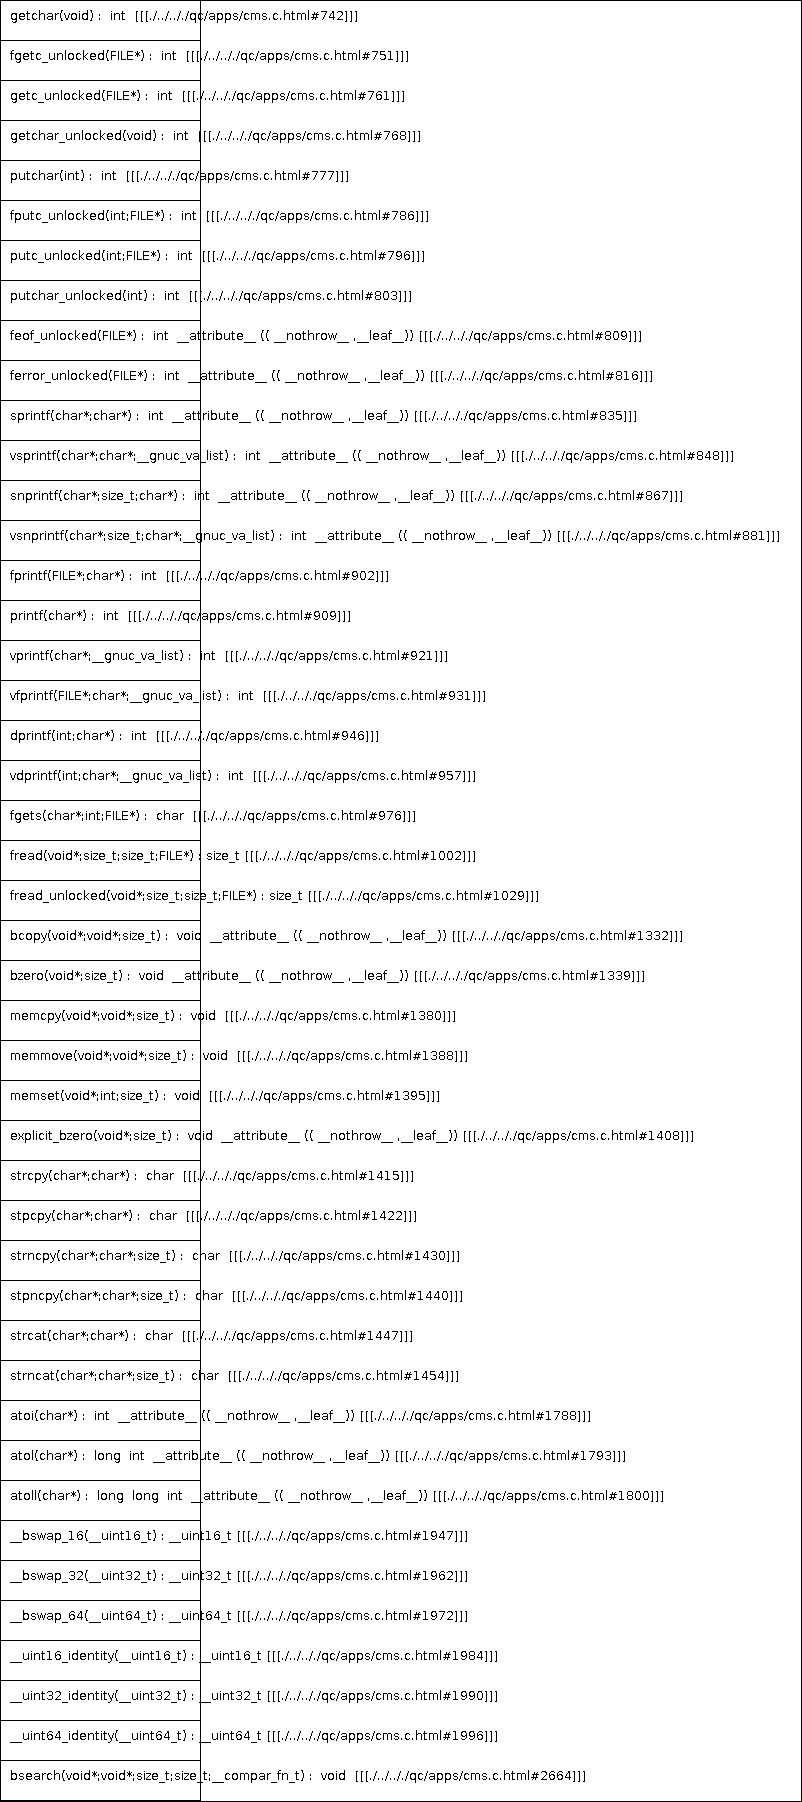 getchar(void) : int [[[./../././qc/apps/cms.c.html#742]]]
fgetc_unlocked(FILE*) : int [[[./../././qc/apps/cms.c.html#751]]]
getc_unlocked(FILE*) : int [[[./../././qc/apps/cms.c.html#761]]]
getchar_unlocked(void) : int [[[./../././qc/apps/cms.c.html#768]]]
putchar(int) : int [[[./../././qc/apps/cms.c.html#777]]]
fputc_unlocked(int;FILE*) : int [[[./../././qc/apps/cms.c.html#786]]]
putc_unlocked(int;FILE*) : int [[[./../././qc/apps/cms.c.html#796]]]
putchar_unlocked(int) : int [[[./../././qc/apps/cms.c.html#803]]]
feof_unlocked(FILE*) : int __attribute__ (( __nothrow__ ,__leaf__)) [[[./../././qc/apps/cms.c.html#809]]]
ferror_unlocked(FILE*) : int __attribute__ (( __nothrow__ ,__leaf__)) [[[./../././qc/apps/cms.c.html#816]]]
sprintf(char*;char*) : int __attribute__ (( __nothrow__ ,__leaf__)) [[[./../././qc/apps/cms.c.html#835]]]
vsprintf(char*;char*;__gnuc_va_list) : int __attribute__ (( __nothrow__ ,__leaf__)) [[[./../././qc/apps/cms.c.html#848]]]
snprintf(char*;size_t;char*) : int __attribute__ (( __nothrow__ ,__leaf__)) [[[./../././qc/apps/cms.c.html#867]]]
vsnprintf(char*;size_t;char*;__gnuc_va_list) : int __attribute__ (( __nothrow__ ,__leaf__)) [[[./../././qc/apps/cms.c.html#881]]]
fprintf(FILE*;char*) : int [[[./../././qc/apps/cms.c.html#902]]]
printf(char*) : int [[[./../././qc/apps/cms.c.html#909]]]
vprintf(char*;__gnuc_va_list) : int [[[./../././qc/apps/cms.c.html#921]]]
vfprintf(FILE*;char*;__gnuc_va_list) : int [[[./../././qc/apps/cms.c.html#931]]]
dprintf(int;char*) : int [[[./../././qc/apps/cms.c.html#946]]]
vdprintf(int;char*;__gnuc_va_list) : int [[[./../././qc/apps/cms.c.html#957]]]
fgets(char*;int;FILE*) : char [[[./../././qc/apps/cms.c.html#976]]]
fread(void*;size_t;size_t;FILE*) : size_t [[[./../././qc/apps/cms.c.html#1002]]]
fread_unlocked(void*;size_t;size_t;FILE*) : size_t [[[./../././qc/apps/cms.c.html#1029]]]
bcopy(void*;void*;size_t) : void __attribute__ (( __nothrow__ ,__leaf__)) [[[./../././qc/apps/cms.c.html#1332]]]
bzero(void*;size_t) : void __attribute__ (( __nothrow__ ,__leaf__)) [[[./../././qc/apps/cms.c.html#1339]]]
memcpy(void*;void*;size_t) : void [[[./../././qc/apps/cms.c.html#1380]]]
memmove(void*;void*;size_t) : void [[[./../././qc/apps/cms.c.html#1388]]]
memset(void*;int;size_t) : void [[[./../././qc/apps/cms.c.html#1395]]]
explicit_bzero(void*;size_t) : void __attribute__ (( __nothrow__ ,__leaf__)) [[[./../././qc/apps/cms.c.html#1408]]]
strcpy(char*;char*) : char [[[./../././qc/apps/cms.c.html#1415]]]
stpcpy(char*;char*) : char [[[./../././qc/apps/cms.c.html#1422]]]
strncpy(char*;char*;size_t) : char [[[./../././qc/apps/cms.c.html#1430]]]
stpncpy(char*;char*;size_t) : char [[[./../././qc/apps/cms.c.html#1440]]]
strcat(char*;char*) : char [[[./../././qc/apps/cms.c.html#1447]]]
strncat(char*;char*;size_t) : char [[[./../././qc/apps/cms.c.html#1454]]]
atoi(char*) : int __attribute__ (( __nothrow__ ,__leaf__)) [[[./../././qc/apps/cms.c.html#1788]]]
atol(char*) : long int __attribute__ (( __nothrow__ ,__leaf__)) [[[./../././qc/apps/cms.c.html#1793]]]
atoll(char*) : long long int __attribute__ (( __nothrow__ ,__leaf__)) [[[./../././qc/apps/cms.c.html#1800]]]
__bswap_16(__uint16_t) : __uint16_t [[[./../././qc/apps/cms.c.html#1947]]]
__bswap_32(__uint32_t) : __uint32_t [[[./../././qc/apps/cms.c.html#1962]]]
__bswap_64(__uint64_t) : __uint64_t [[[./../././qc/apps/cms.c.html#1972]]]
__uint16_identity(__uint16_t) : __uint16_t [[[./../././qc/apps/cms.c.html#1984]]]
__uint32_identity(__uint32_t) : __uint32_t [[[./../././qc/apps/cms.c.html#1990]]]
__uint64_identity(__uint64_t) : __uint64_t [[[./../././qc/apps/cms.c.html#1996]]]
bsearch(void*;void*;size_t;size_t;__compar_fn_t) : void [[[./../././qc/apps/cms.c.html#2664]]]